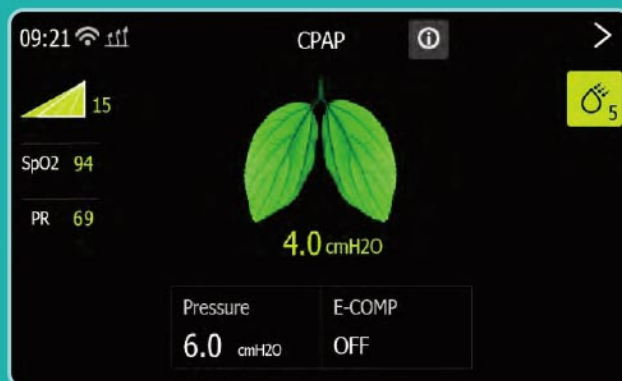 09:21 CPAP
15
5
SpO2 94
PR 69
4.0 cmH2O
Pressure E-COMP
6.0 cmH2O OFF